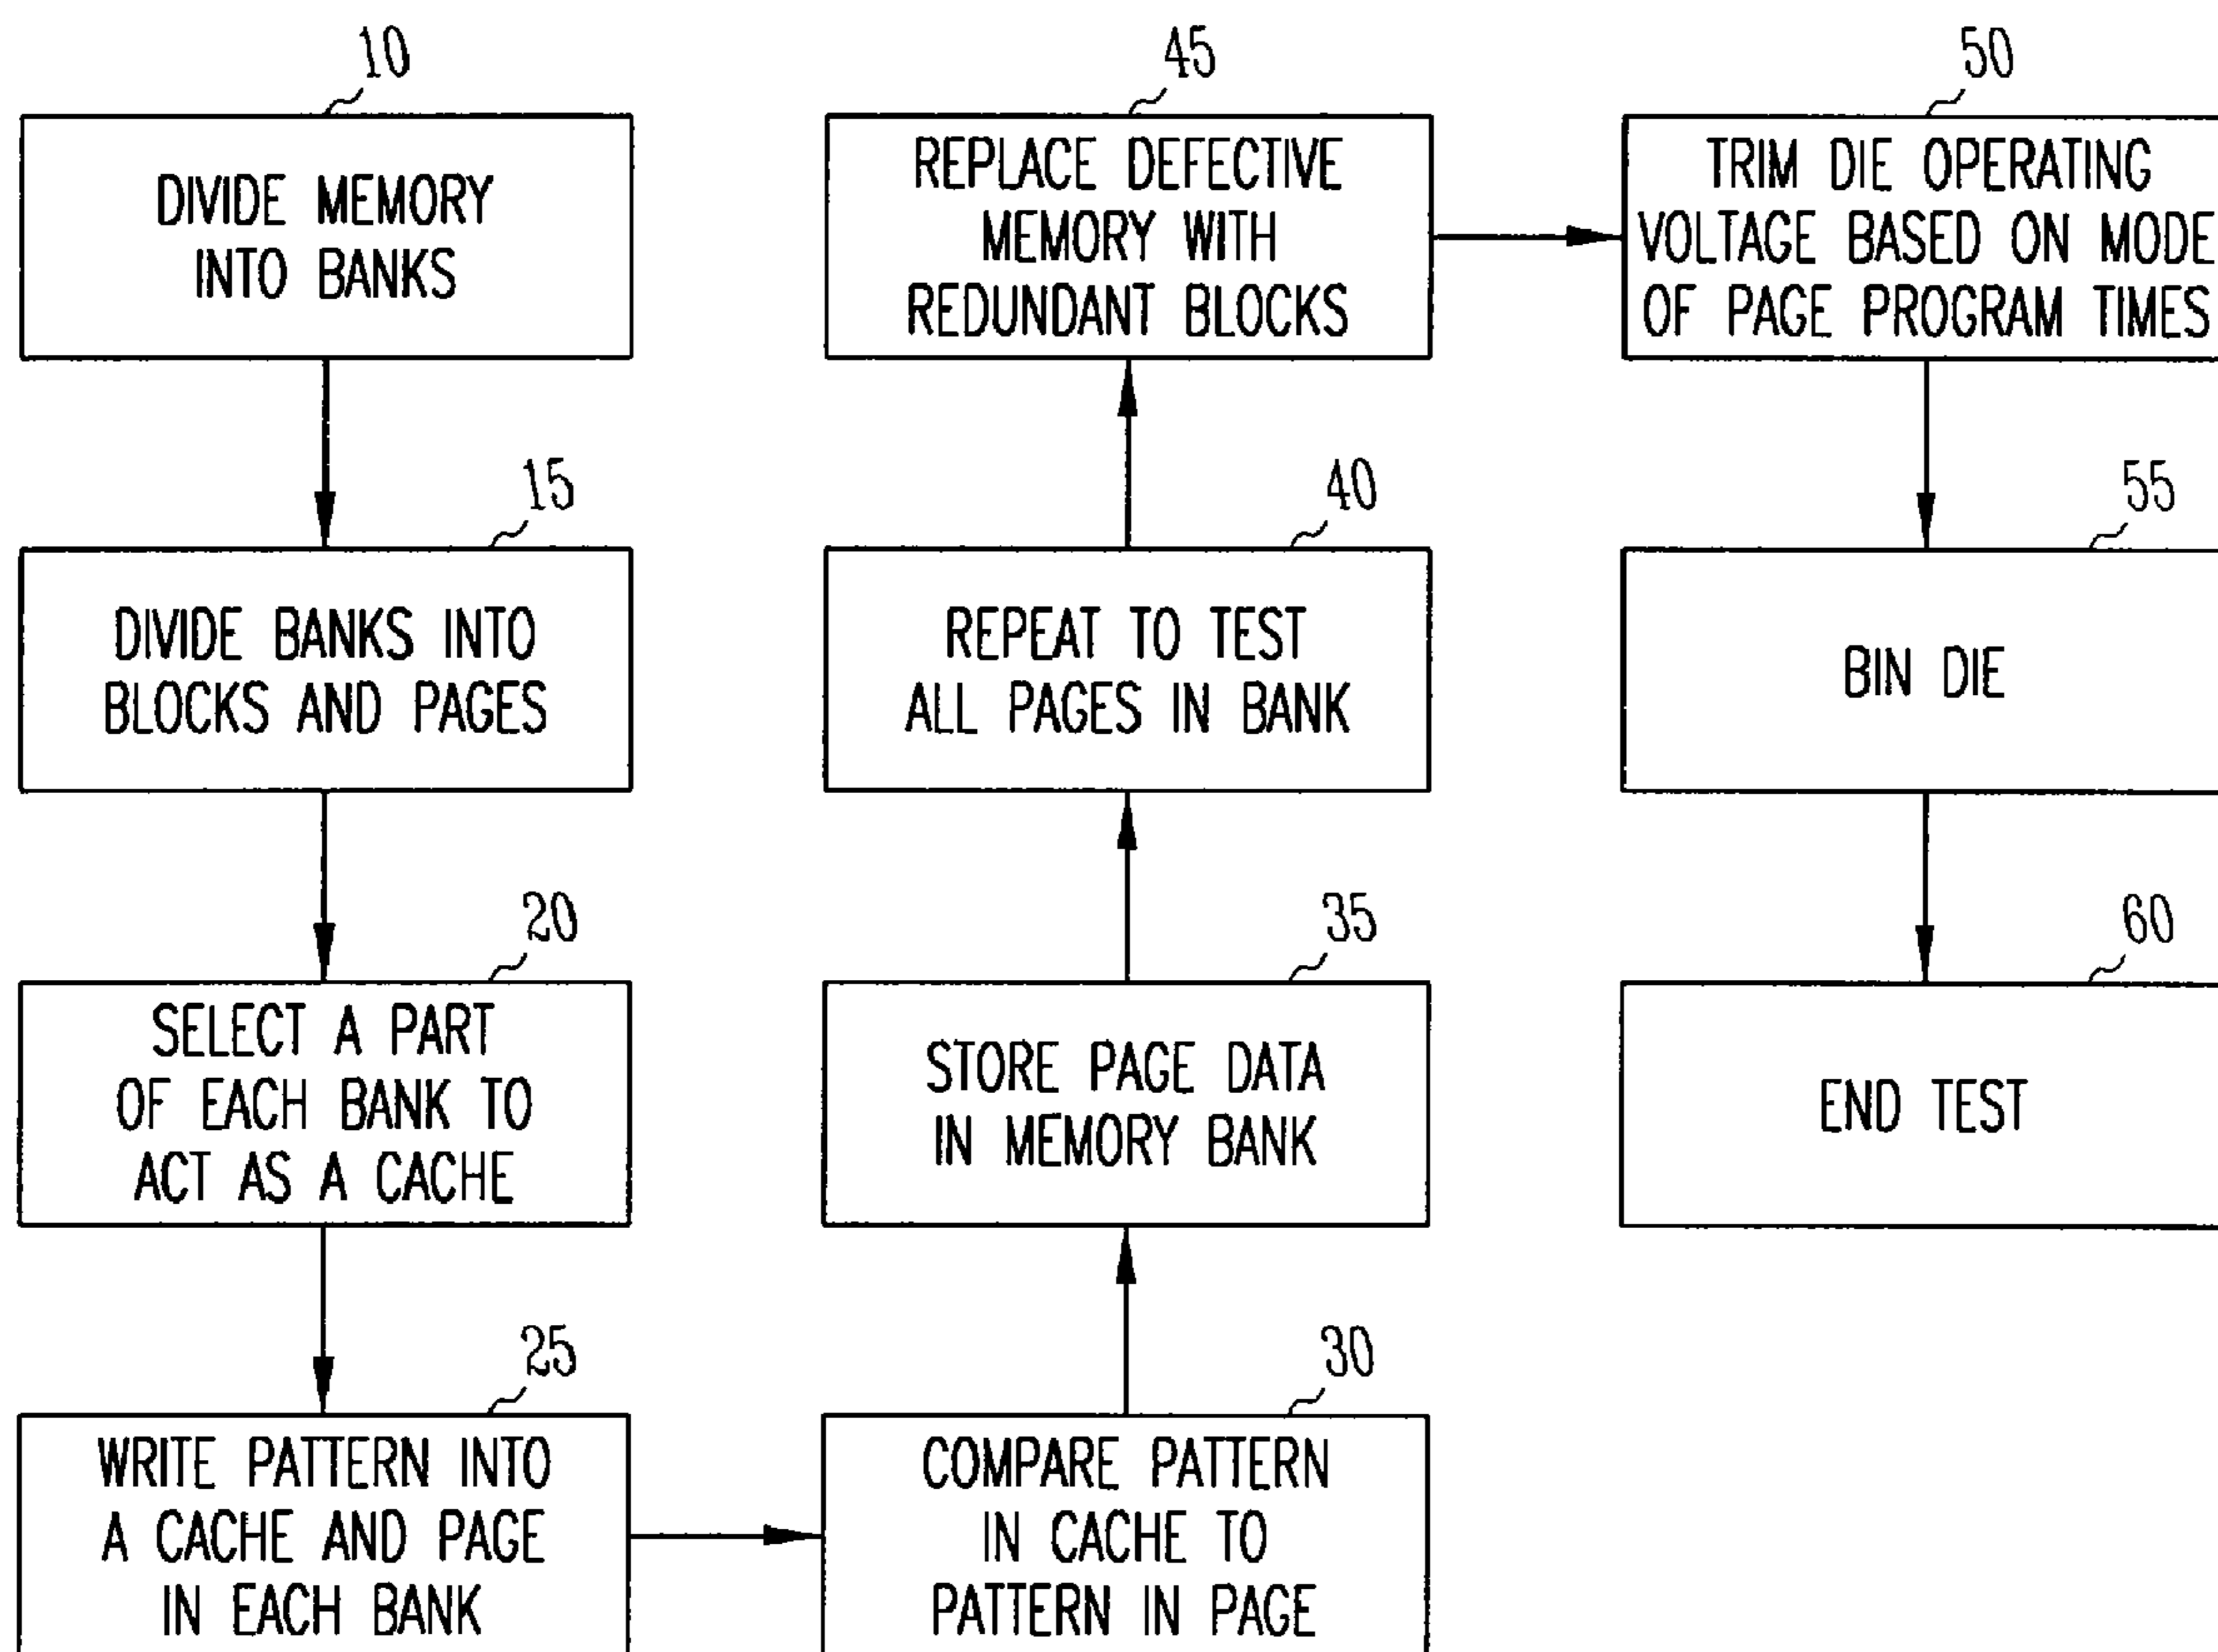 10
DIVIDE MEMORY
INTO BANKS
15
DIVIDE BANKS INTO
BLOCKS AND PAGES
20
SELECT A PART
OF EACH BANK TO
ACT AS A CACHE
25
WRITE PATTERN INTO
A CACHE AND PAGE
IN EACH BANK
30
COMPARE PATTERN
IN CACHE TO
PATTERN IN PAGE
35
STORE PAGE DATA
IN MEMORY BANK
40
REPEAT TO TEST
ALL PAGES IN BANK
45
REPLACE DEFECTIVE
MEMORY WITH
REDUNDANT BLOCKS
50
TRIM DIE OPERATING
VOLTAGE BASED ON MODE
OF PAGE PROGRAM TIMES
55
BIN DIE
60
END TEST